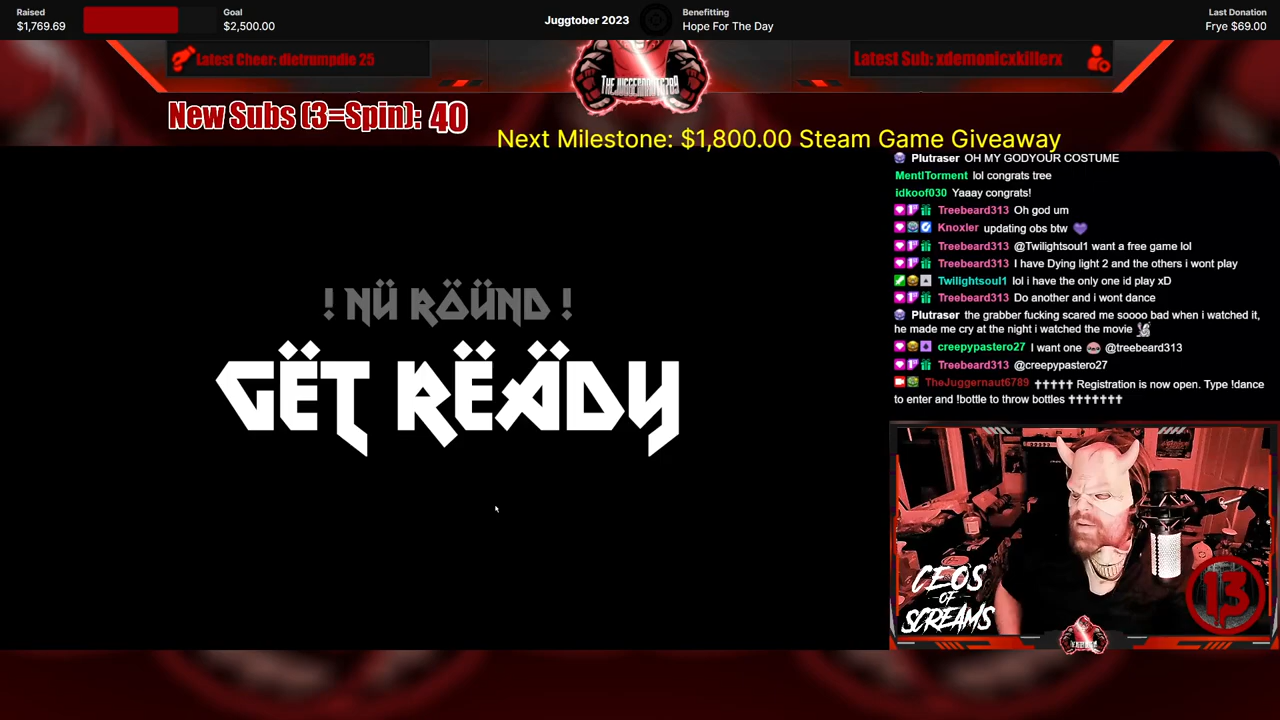 Raised
$1,769.69
Goal
$2,500.00
Juggtober 2023
Benefitting
Hope For The Day
Last Donation
Frye $69.00
Latest Cheer: dietrumpdie 25
THEJUGGERNAUT6789
Latest Sub: xdemonicxkillerx
New Subs (3=Spin): 40
Next Milestone: $1,800.00 Steam Game Giveaway
! NÜ RÖÜND !
GËT RËÄDY
Plutraser OH MY GODYOUR COSTUME
MentlTorment lol congrats tree
idkoof030 Yaaay congrats!
Treebeard313 Oh god um
Knoxler updating obs btw
Treebeard313 @Twilightsoul1 want a free game lol
Treebeard313 I have Dying light 2 and the others i wont play
Twilightsoul1 lol i have the only one id play xD
Treebeard313 Do another and i wont dance
Plutraser the grabber fucking scared me soooo bad when i watched it,
he made me cry at the night i watched the movie
creepypastero27 I want one @treebeard313
Treebeard313 @creepypastero27
TheJuggernaut6789 ✝✝✝✝✝ Registration is now open. Type !dance
to enter and !bottle to throw bottles ✝✝✝✝✝✝✝
CEOS
OF
SCREAMS
13